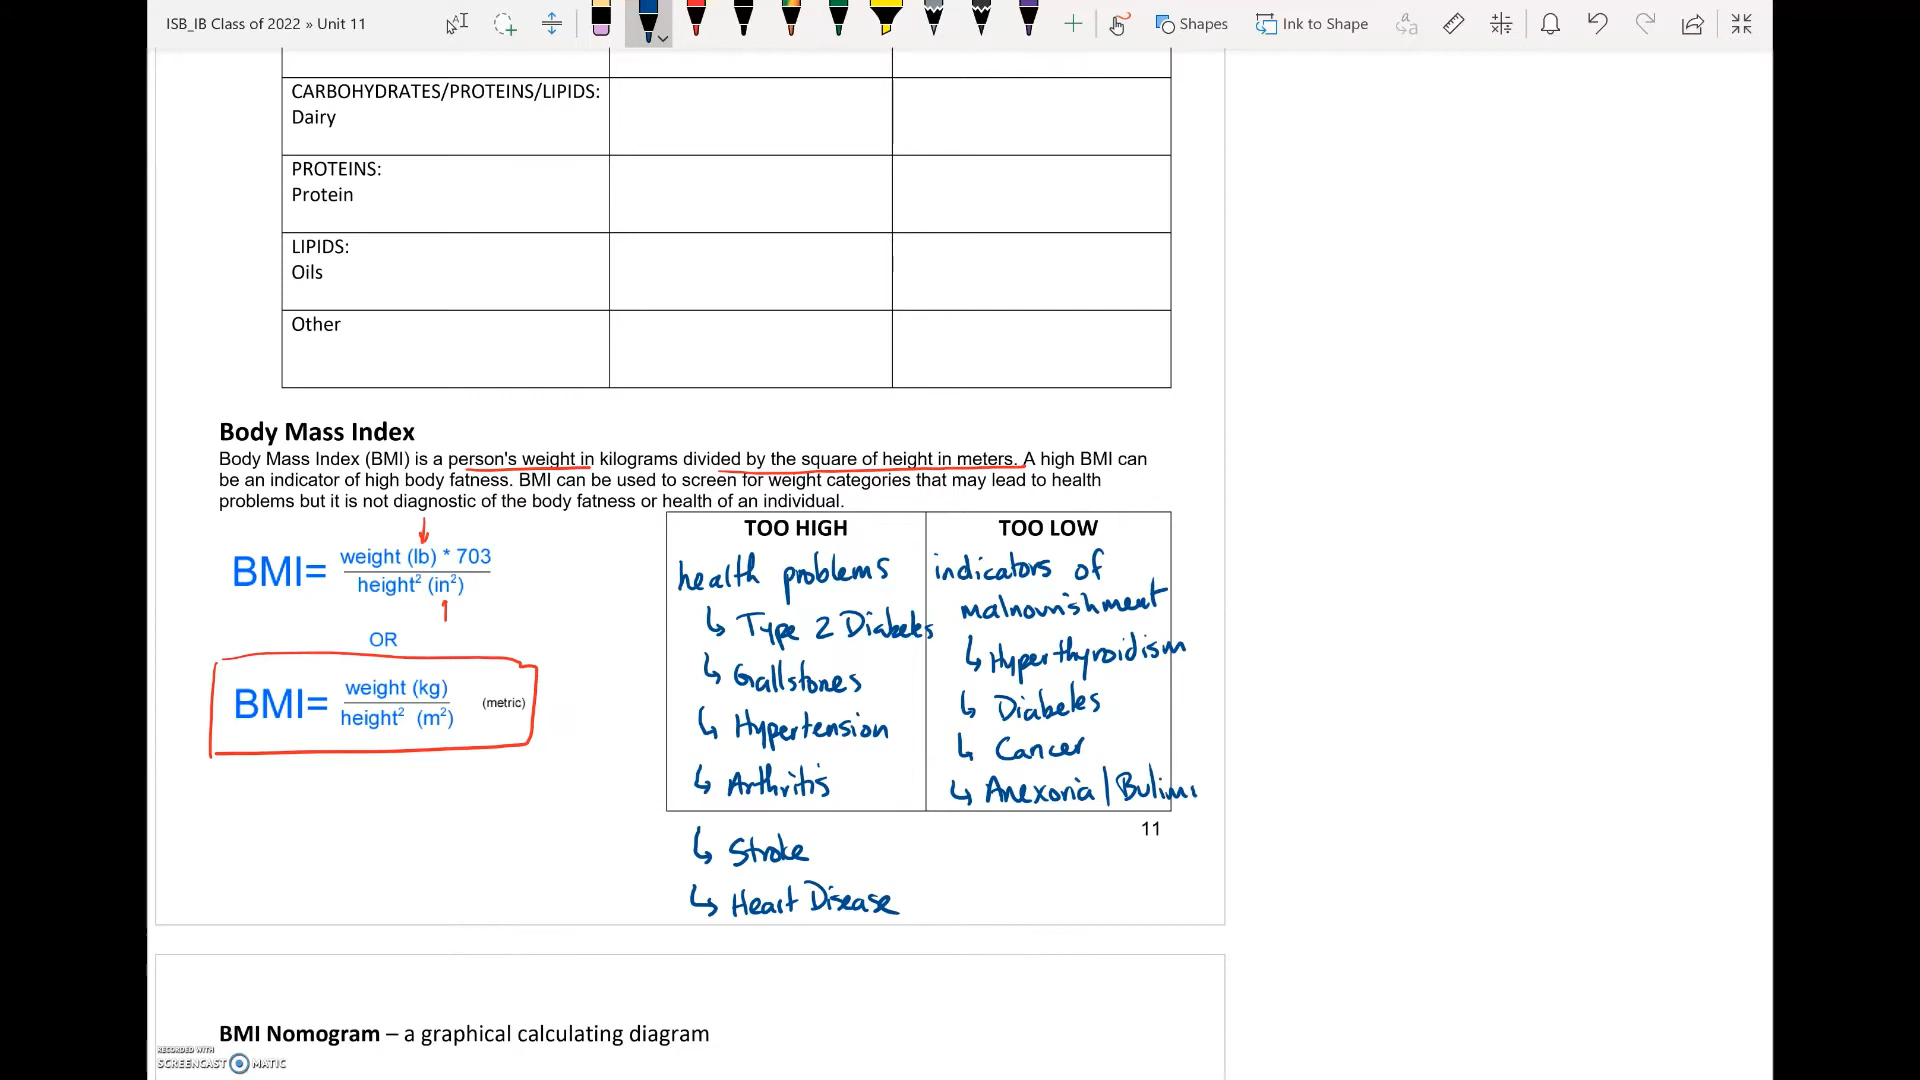 ISB_IB Class of 2022 » Unit 11
Shapes
Ink to Shape
CARBOHYDRATES/PROTEINS/LIPIDS:
Dairy
PROTEINS:
Protein
LIPIDS:
Oils
Other
Body Mass Index
Body Mass Index (BMI) is a person's weight in kilograms divided by the square of height in meters. A high BMI can
be an indicator of high body fatness. BMI can be used to screen for weight categories that may lead to health
problems but it is not diagnostic of the body fatness or health of an individual.
BMI= weight (lb) * 703
height² (in²)
OR
BMI= weight (kg)
height² (m²)
(metric)
TOO HIGH
health problems
↳ Type 2 Diabetes
↳ Gallstones
↳ Hypertension
↳ Arthritis
↳ Stroke
↳ Heart Disease
TOO LOW
indicators of
malnourishment
↳ Hyperthyroidism
↳ Diabetes
↳ Cancer
↳ Anexoria / Bulimi
11
BMI Nomogram – a graphical calculating diagram
RECORDED WITH
SCREENCAST MATIC